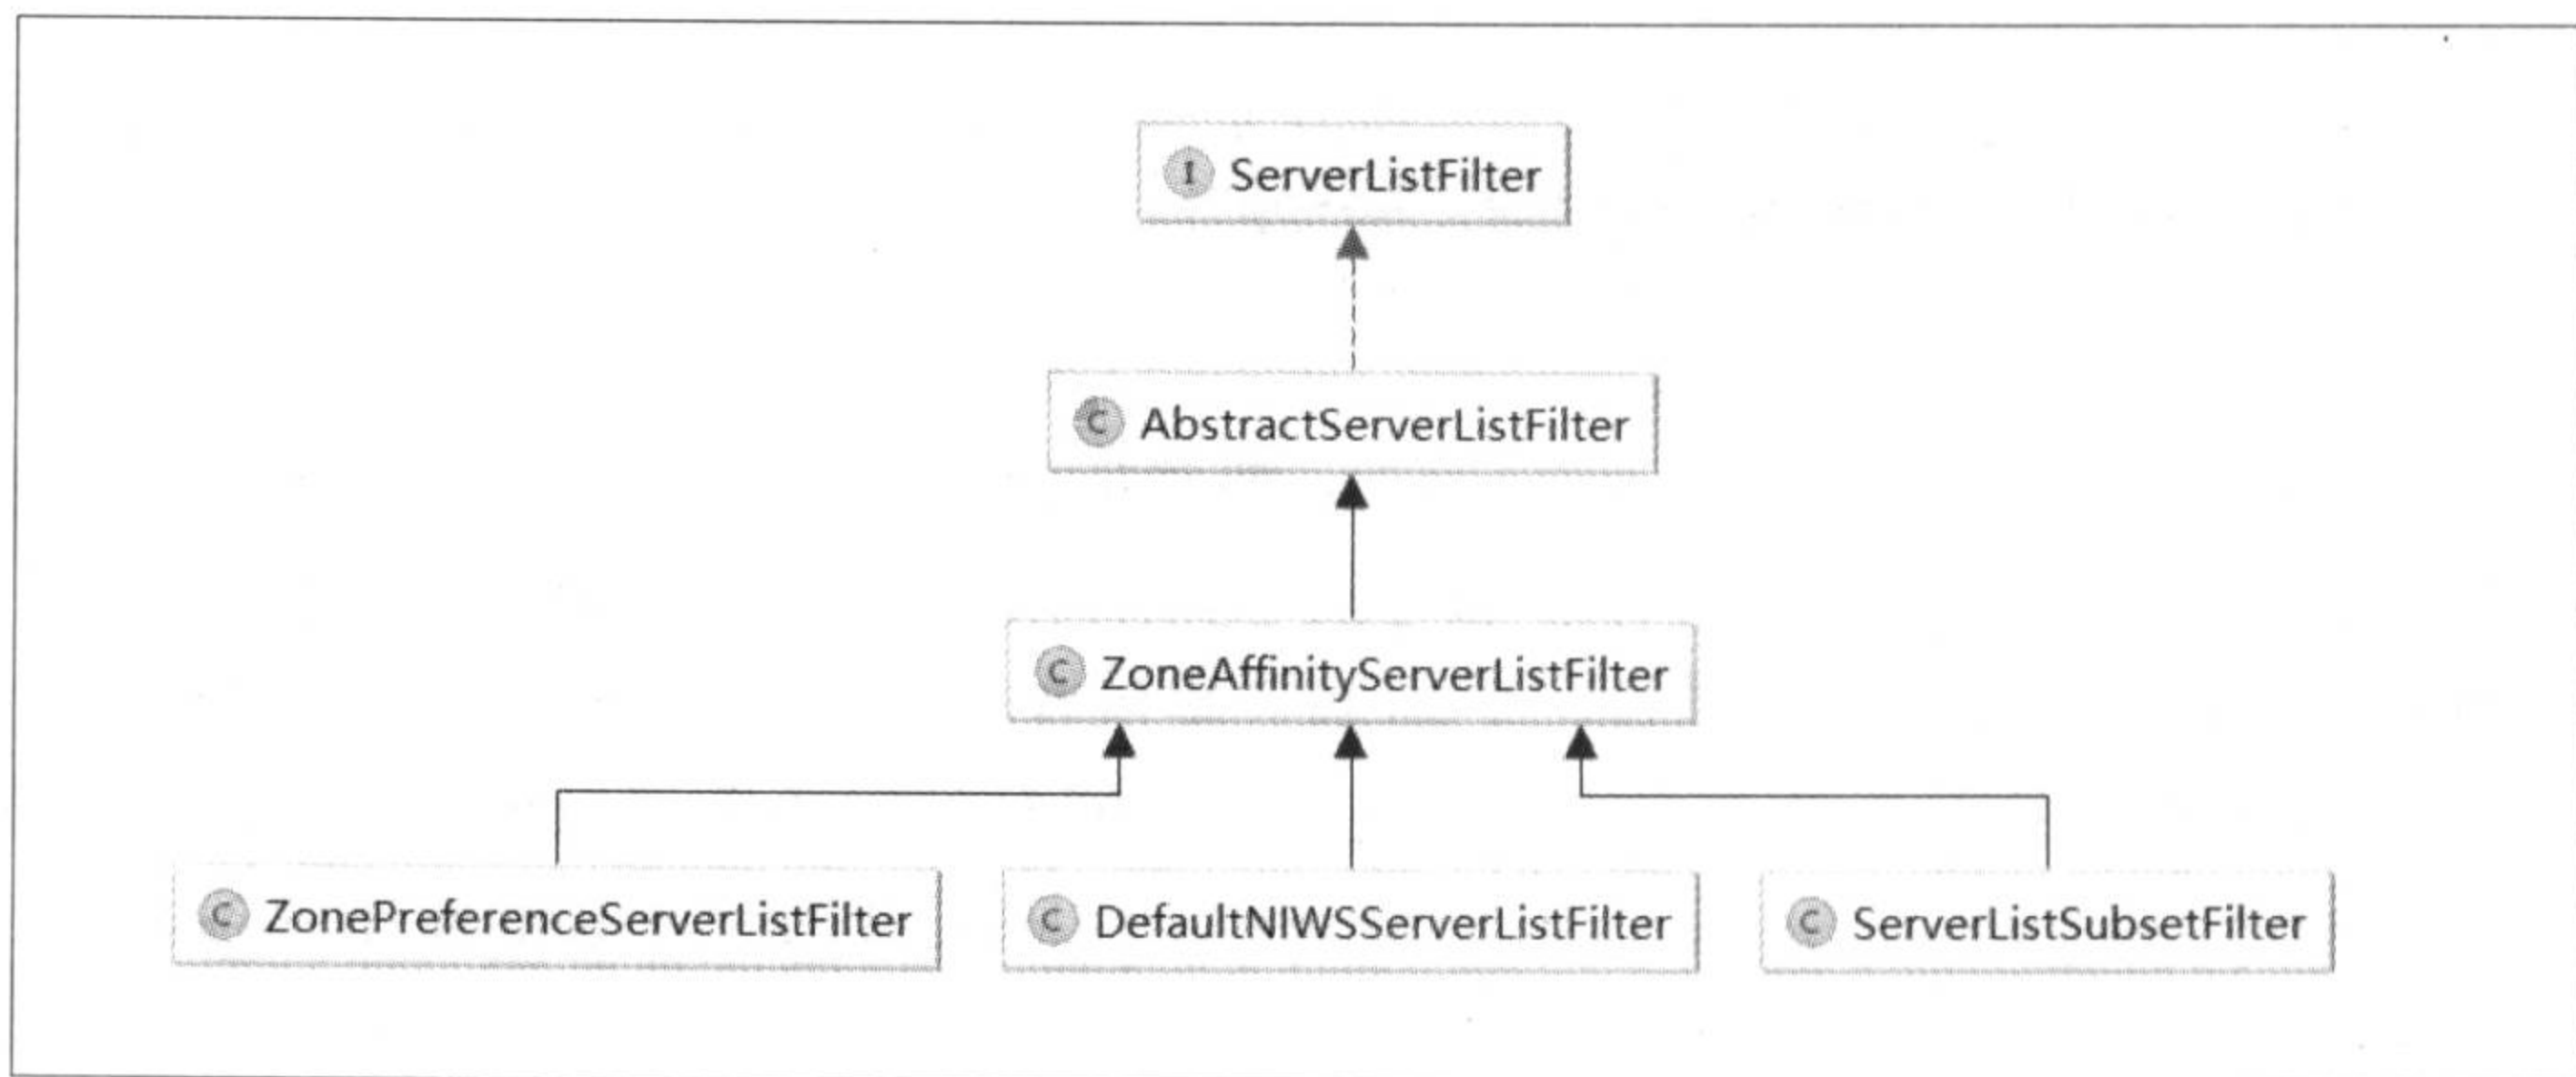 I ServerListFilter
C AbstractServerListFilter
C ZoneAffinityServerListFilter
C ZonePreferenceServerListFilter
C DefaultNIWSServerListFilter
C ServerListSubsetFilter